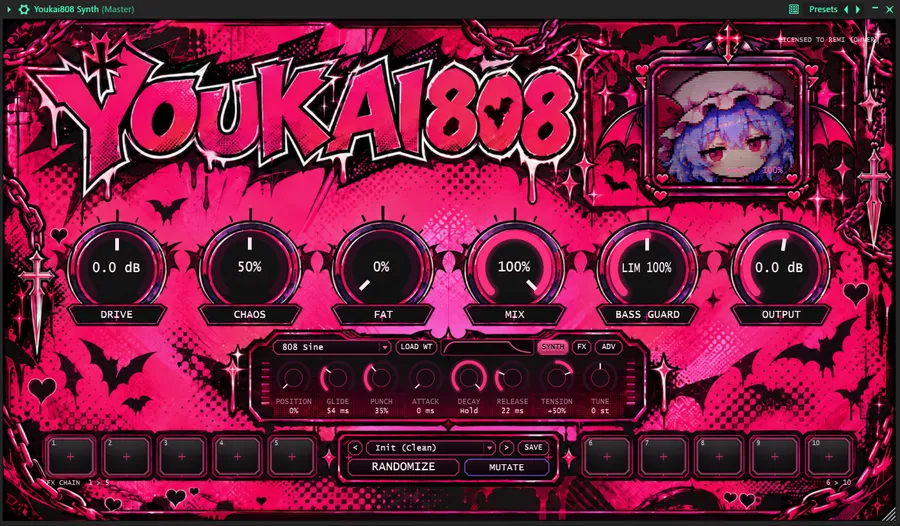 Youkai808 Synth (Master)
Presets
LICENSED TO REMI (OWNER)
YOUKAI808
100%
0.0 dB
50%
0%
100%
LIM 100%
0.0 dB
DRIVE
CHAOS
FAT
MIX
BASS GUARD
OUTPUT
808 Sine
LOAD WT
SYNTH
FX
ADV
POSITION
GLIDE
PUNCH
ATTACK
DECAY
RELEASE
TENSION
TUNE
0%
54 ms
35%
0 ms
Hold
22 ms
+50%
0 st
1
2
3
4
5
< Init (Clean) > SAVE
6
7
8
9
10
RANDOMIZE
MUTATE
FX CHAIN 1 > 5
6 > 10